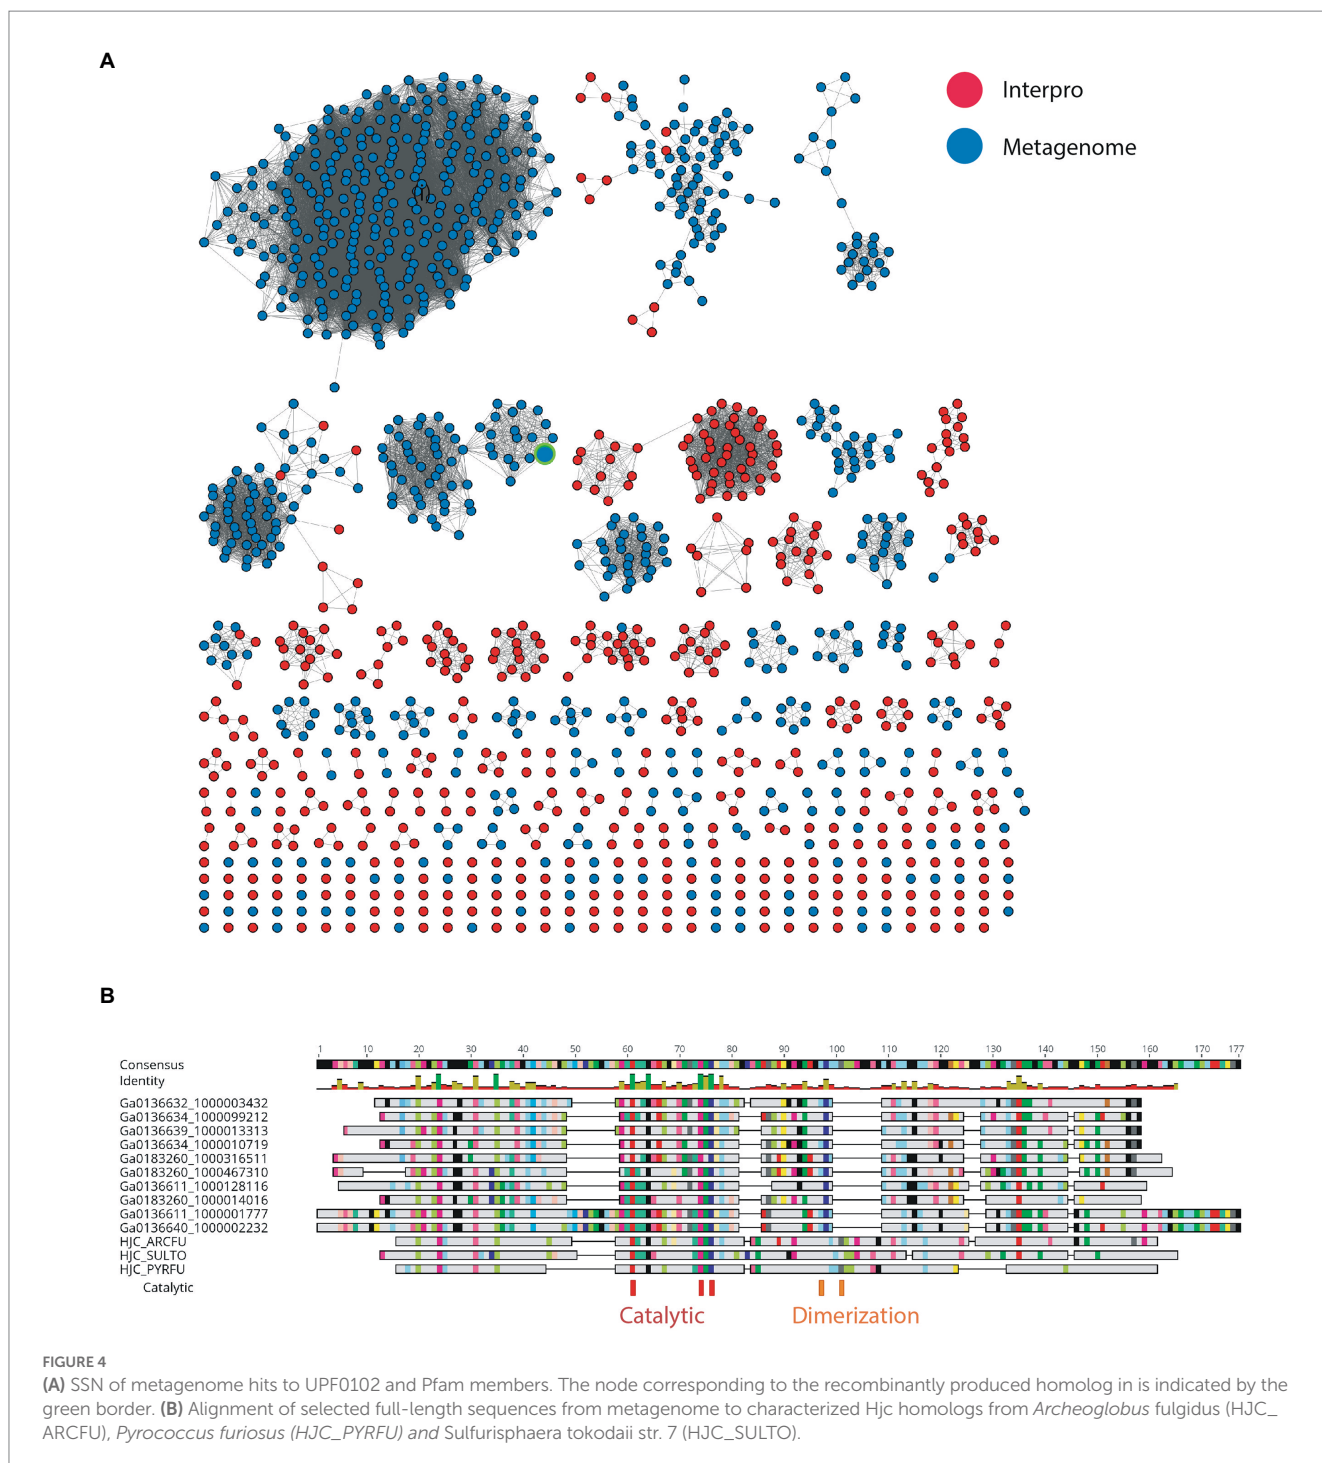 A
Interpro
Metagenome
B
1 10 20 30 40 50 60 70 80 90 100 110 120 130 140 150 160 170 177
Consensus
Identity
Ga0136632_1000003432
Ga0136634_1000099212
Ga0136639_1000013313
Ga0136634_1000010719
Ga0183260_1000316511
Ga0183260_1000467310
Ga0136611_1000128116
Ga0183260_1000014016
Ga0136611_1000001777
Ga0136640_1000002232
HJC_ARCFU
HJC_SULTO
HJC_PYRFU
Catalytic
Catalytic Dimerization
FIGURE 4
(A) SSN of metagenome hits to UPF0102 and Pfam members. The node corresponding to the recombinantly produced homolog in is indicated by the
green border. (B) Alignment of selected full-length sequences from metagenome to characterized Hjc homologs from Archeoglobus fulgidus (HJC_
ARCFU), Pyrococcus furiosus (HJC_PYRFU) and Sulfurisphaera tokodaii str. 7 (HJC_SULTO).